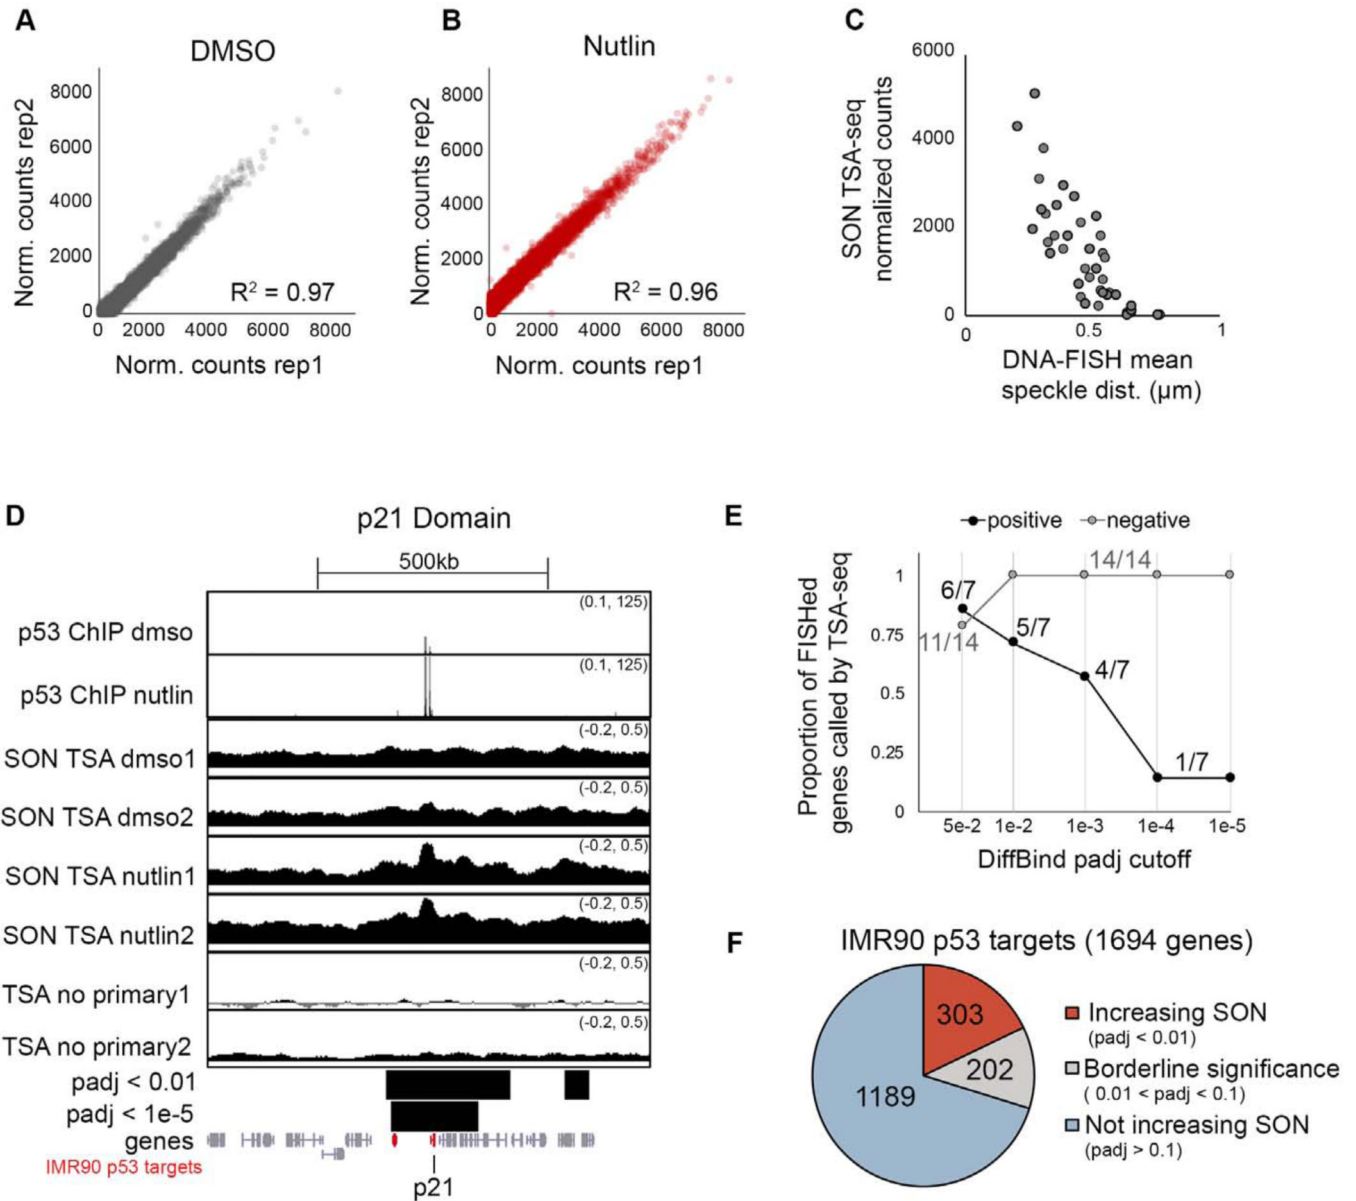 A
DMSO
Norm. counts rep2
8000
6000
4000
2000
0
R² = 0.97
0 2000 4000 6000 8000
Norm. counts rep1
B
Nutlin
Norm. counts rep2
8000
6000
4000
2000
0
R² = 0.96
0 2000 4000 6000 8000
Norm. counts rep1
C
SON TSA-seq
normalized counts
6000
4000
2000
0
0 0.5 1
DNA-FISH mean
speckle dist. (µm)
D
p21 Domain
500kb
p53 ChIP dmso
(0.1, 125)
p53 ChIP nutlin
(0.1, 125)
SON TSA dmso1
(-0.2, 0.5)
SON TSA dmso2
(-0.2, 0.5)
SON TSA nutlin1
(-0.2, 0.5)
SON TSA nutlin2
(-0.2, 0.5)
TSA no primary1
(-0.2, 0.5)
TSA no primary2
(-0.2, 0.5)
padj < 0.01
padj < 1e-5
genes
IMR90 p53 targets
p21
E
positive negative
Proportion of FISHed
genes called by TSA-seq
1
0.75
0.5
0.25
0
6/7
11/14
5/7
14/14
4/7
1/7
5e-2 1e-2 1e-3 1e-4 1e-5
DiffBind padj cutoff
F
IMR90 p53 targets (1694 genes)
303
202
1189
Increasing SON
(padj < 0.01)
Borderline significance
( 0.01 < padj < 0.1)
Not increasing SON
(padj > 0.1)